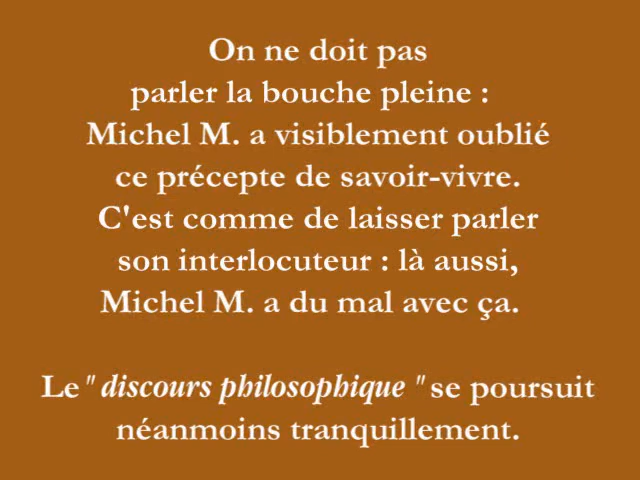 On ne doit pas
parler la bouche pleine :
Michel M. a visiblement oublié
ce précepte de savoir-vivre.
C'est comme de laisser parler
son interlocuteur : là aussi,
Michel M. a du mal avec ça.
Le " discours philosophique " se poursuit
néanmoins tranquillement.